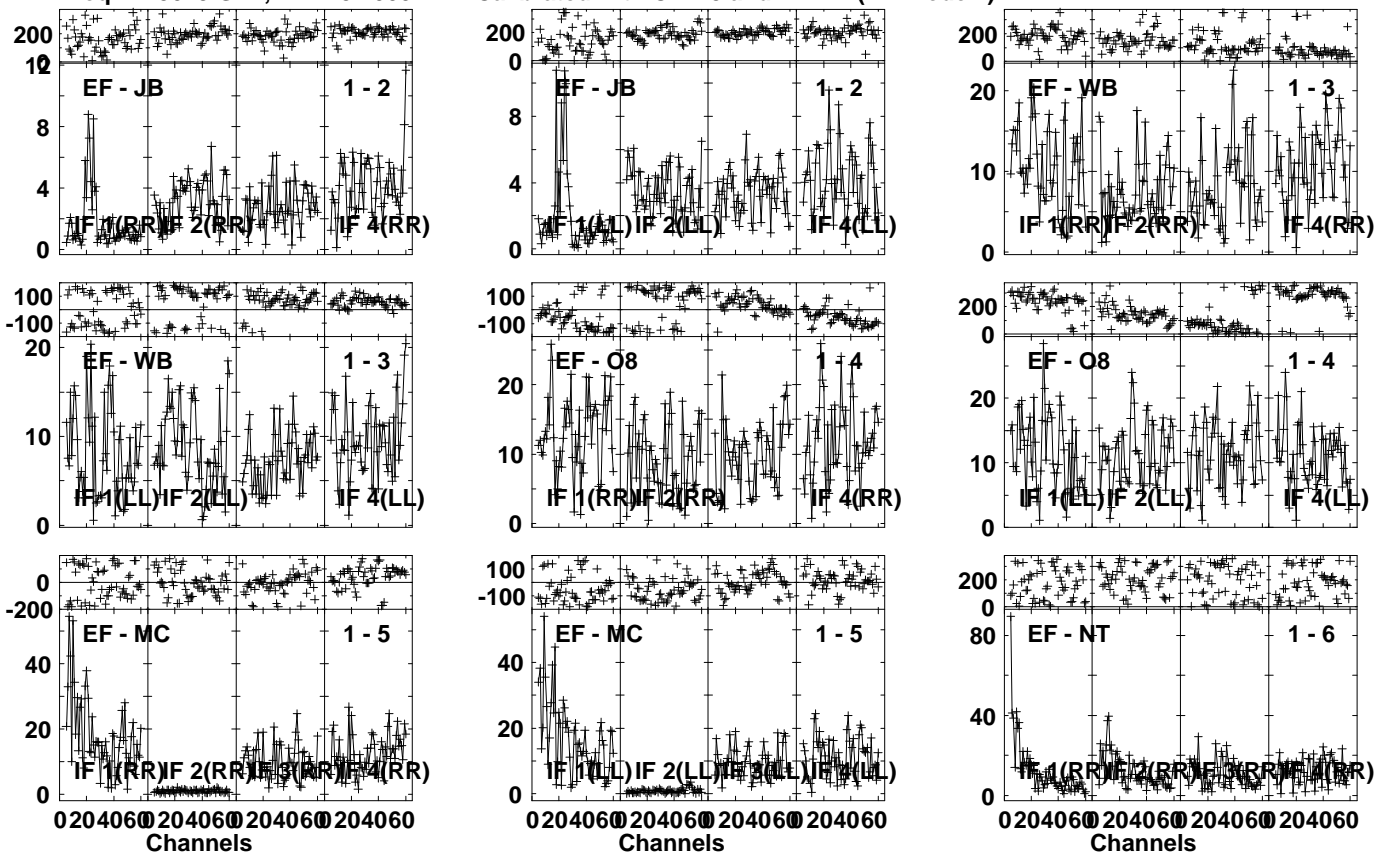 200
0
12
8
4
0
EF - JB
1 - 2
IF 1(RR)
IF 2(RR)
IF 4(RR)
200
0
8
4
0
EF - JB
1 - 2
IF 1(LL)
IF 2(LL)
IF 4(LL)
200
0
20
10
0
EF - WB
1 - 3
IF 1(RR)
IF 2(RR)
IF 4(RR)
100
-100
20
10
0
EF - WB
1 - 3
IF 1(LL)
IF 2(LL)
IF 4(LL)
100
-100
20
10
0
EF - O8
1 - 4
IF 1(RR)
IF 2(RR)
IF 4(RR)
200
0
30
20
10
0
EF - O8
1 - 4
IF 1(LL)
IF 2(LL)
IF 4(LL)
0
-200
40
20
0
EF - MC
1 - 5
IF 1(RR)
IF 2(RR)
IF 3(RR)
IF 4(RR)
0 20 40 60 0 20 40 60 0 20 40 60 0 20 40 60
Channels
100
-100
40
20
0
EF - MC
1 - 5
IF 1(LL)
IF 2(LL)
IF 3(LL)
IF 4(LL)
0 20 40 60 0 20 40 60 0 20 40 60 0 20 40 60
Channels
200
0
80
40
0
EF - NT
1 - 6
IF 1(RR)
IF 2(RR)
IF 3(RR)
IF 4(RR)
0 20 40 60 0 20 40 60 0 20 40 60 0 20 40 60
Channels